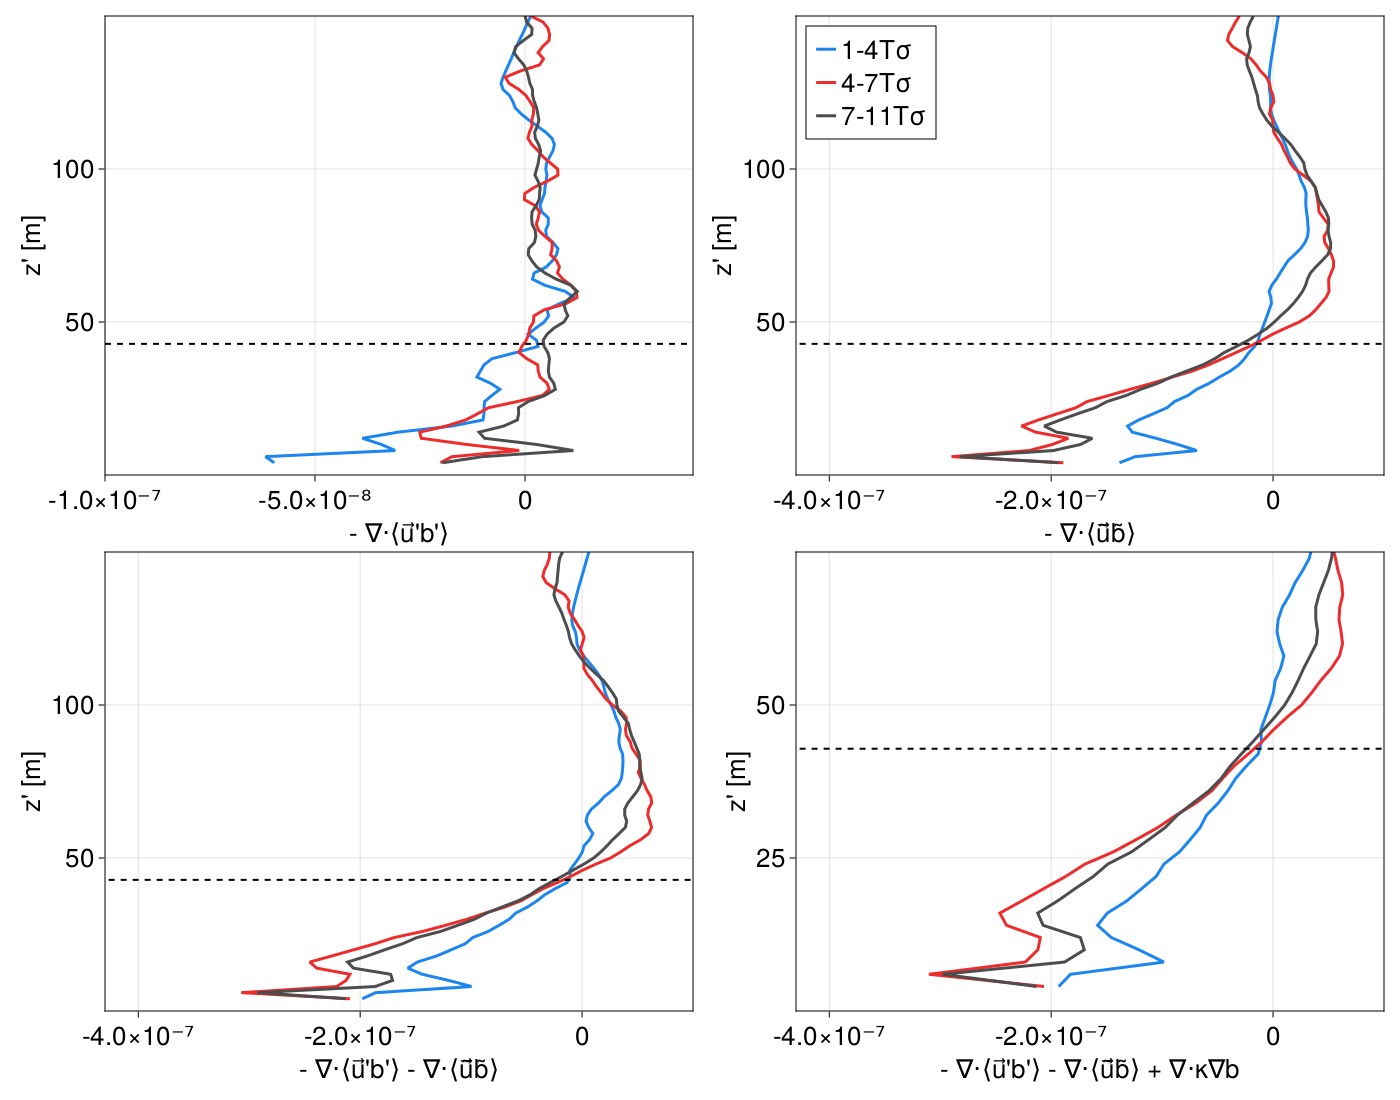 z' [m]
100
50
-1.0×10⁻⁷
-5.0×10⁻⁸
0
- ∇⋅⟨u⃗'b'⟩
1-4Tσ
4-7Tσ
7-11Tσ
z' [m]
100
50
-4.0×10⁻⁷
-2.0×10⁻⁷
0
- ∇⋅⟨u⃗̃b̃⟩
z' [m]
100
50
-4.0×10⁻⁷
-2.0×10⁻⁷
0
- ∇⋅⟨u⃗'b'⟩ - ∇⋅⟨u⃗̃b̃⟩
z' [m]
50
25
-4.0×10⁻⁷
-2.0×10⁻⁷
0
- ∇⋅⟨u⃗'b'⟩ - ∇⋅⟨u⃗̃b̃⟩ + ∇⋅κ∇b